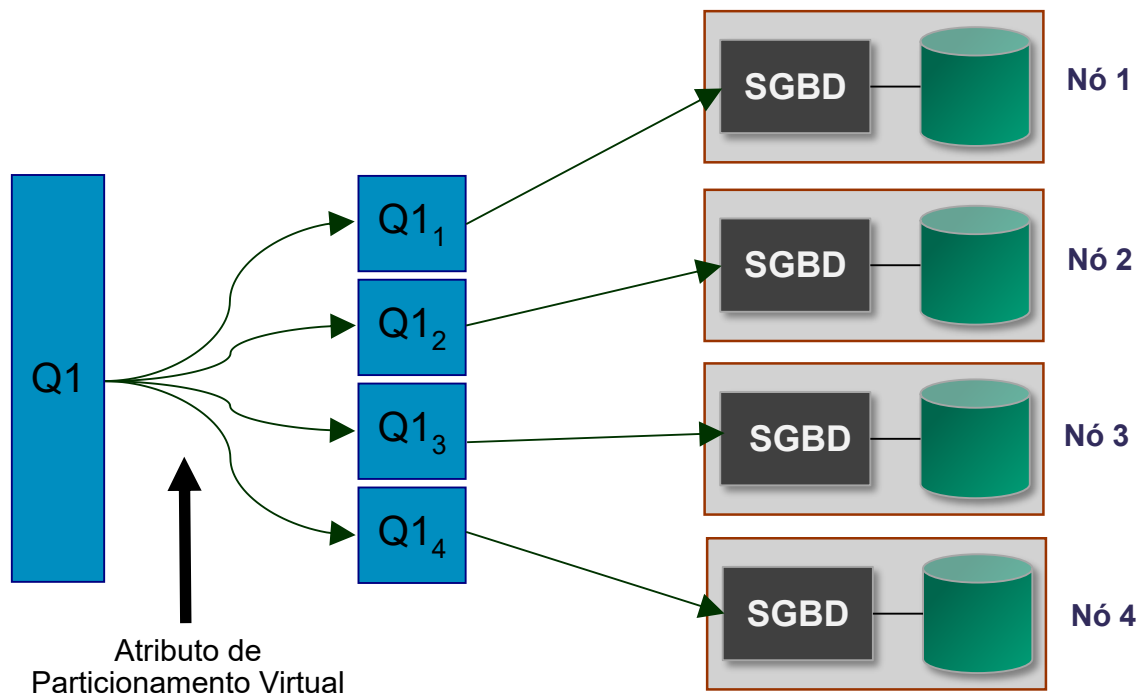 SGBD
Nó 1
Q1
Q1₁
SGBD
Nó 2
Q1₂
Q1₃
SGBD
Nó 3
Q1₄
SGBD
Nó 4
Atributo de
Particionamento Virtual